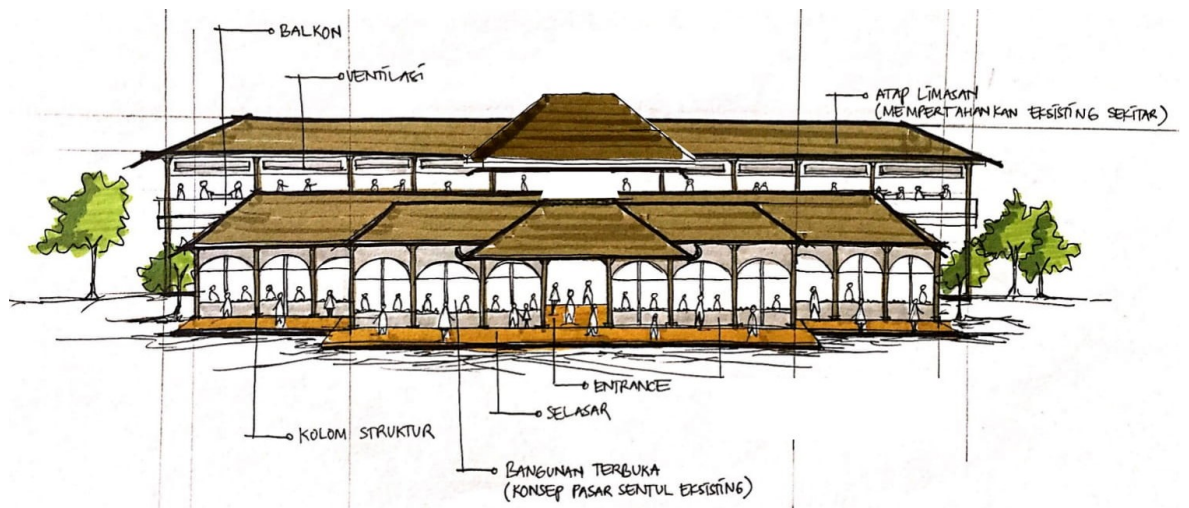 BALKON
VENTILASI
ATAP LIMASAN
(MEMPERTAHANKAN EKSISTING SEKITAR)
ENTRANCE
SELASAR
KOLOM STRUKTUR
BANGUNAN TERBUKA
(KONSEP PASAR SENTUL EKSISTING)